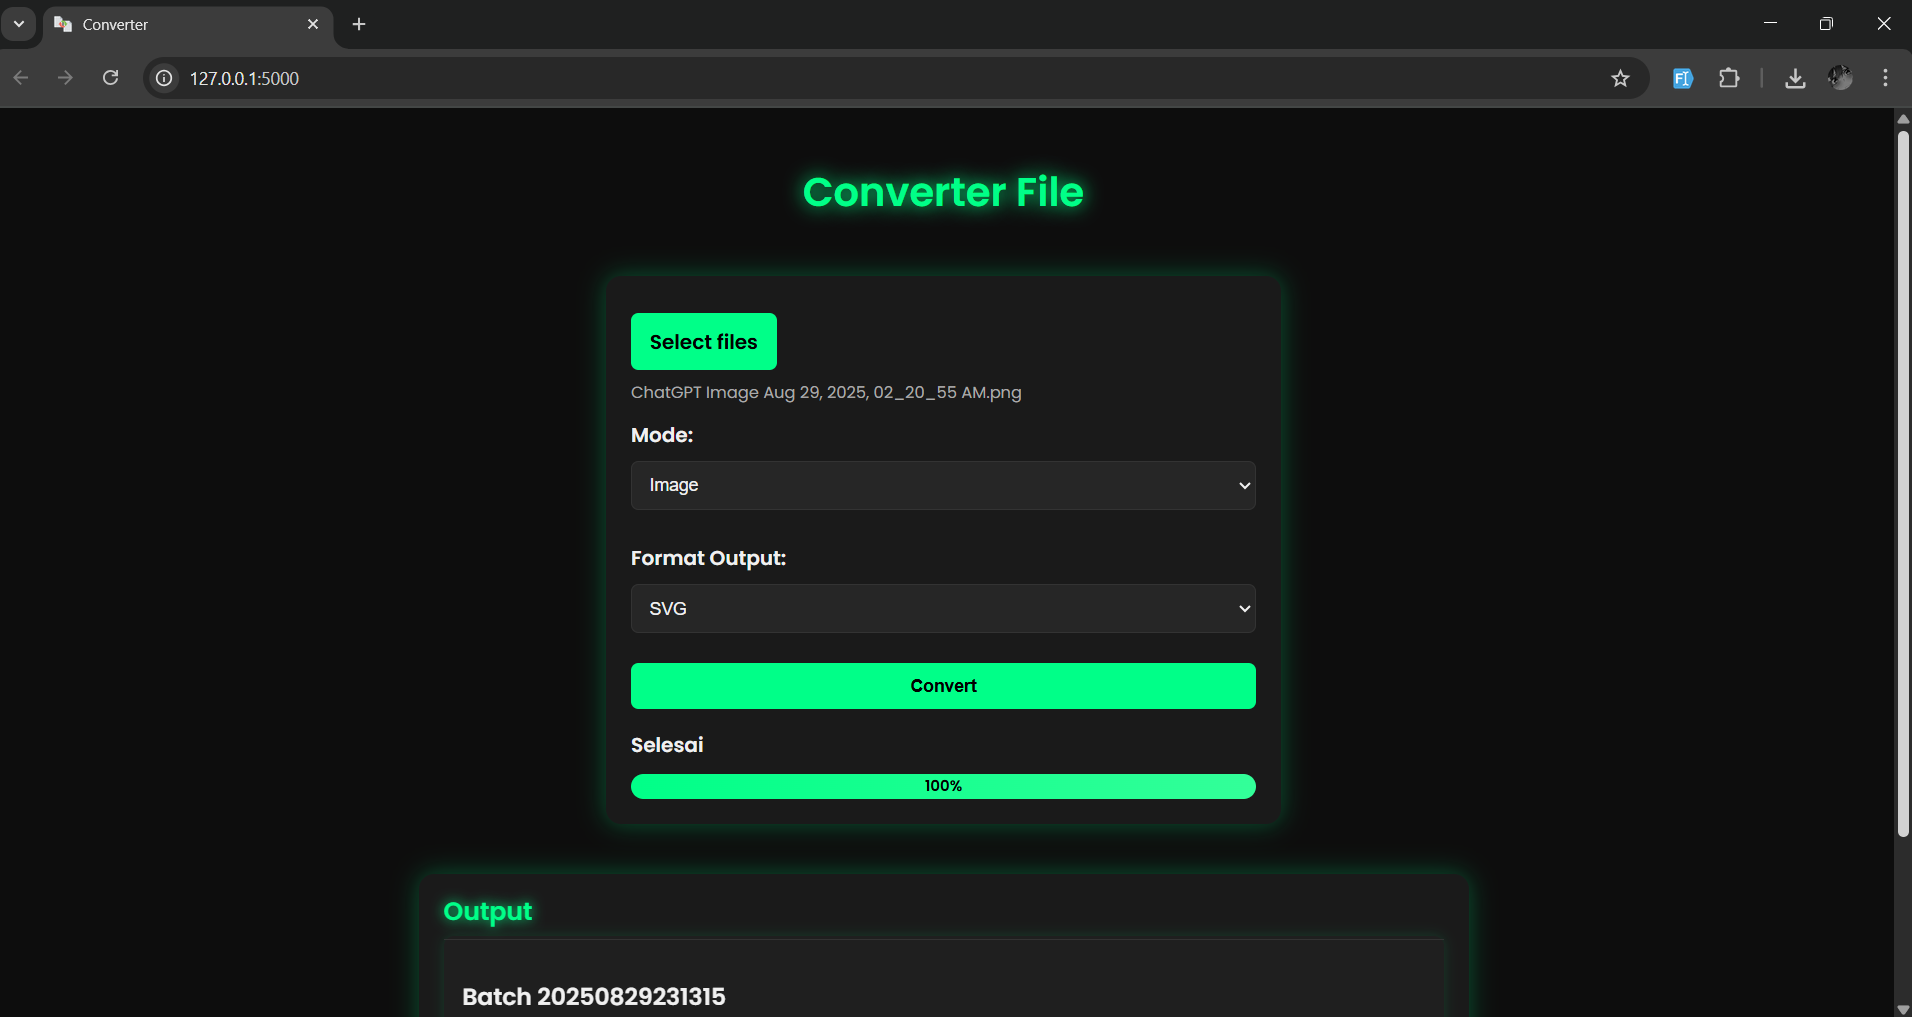 Converter
127.0.0.1:5000
Converter File
Select files
ChatGPT Image Aug 29, 2025, 02_20_55 AM.png
Mode:
Image
Format Output:
SVG
Convert
Selesai
100%
Output
Batch 20250829231315